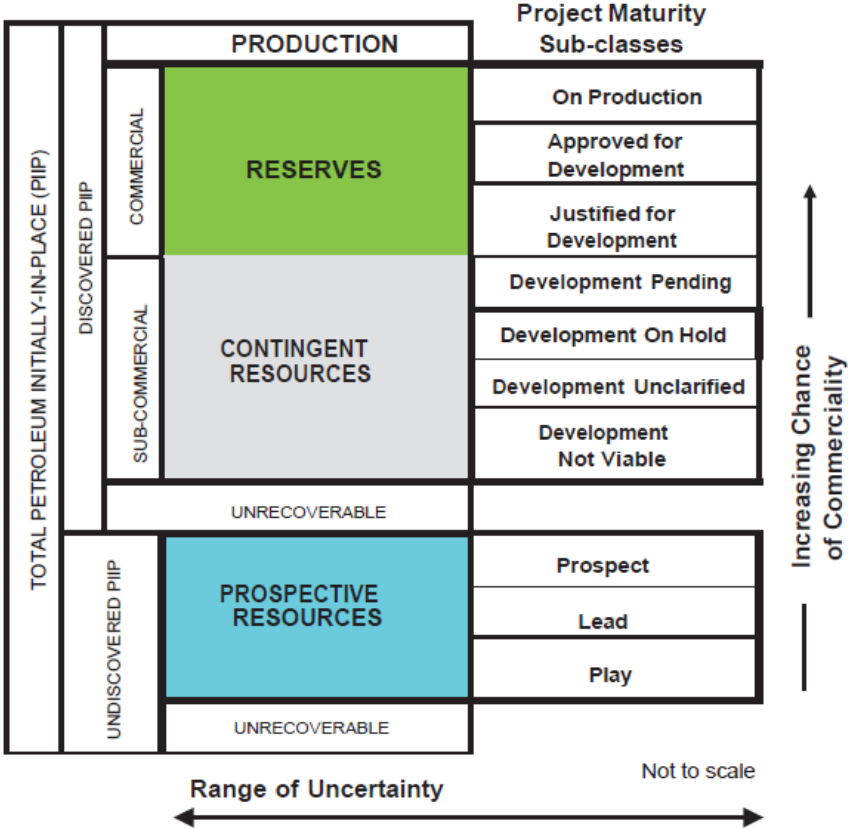 Project Maturity
Sub-classes
PRODUCTION
TOTAL PETROLEUM INITIALLY-IN-PLACE (PIIP)
DISCOVERED PIIP
COMMERCIAL
RESERVES
On Production
Approved for
Development
Justified for
Development
SUB-COMMERCIAL
CONTINGENT
RESOURCES
Development Pending
Development On Hold
Development Unclarified
Development
Not Viable
UNRECOVERABLE
UNDISCOVERED PIIP
PROSPECTIVE
RESOURCES
Prospect
Lead
Play
UNRECOVERABLE
Increasing Chance
of Commerciality
Not to scale
Range of Uncertainty